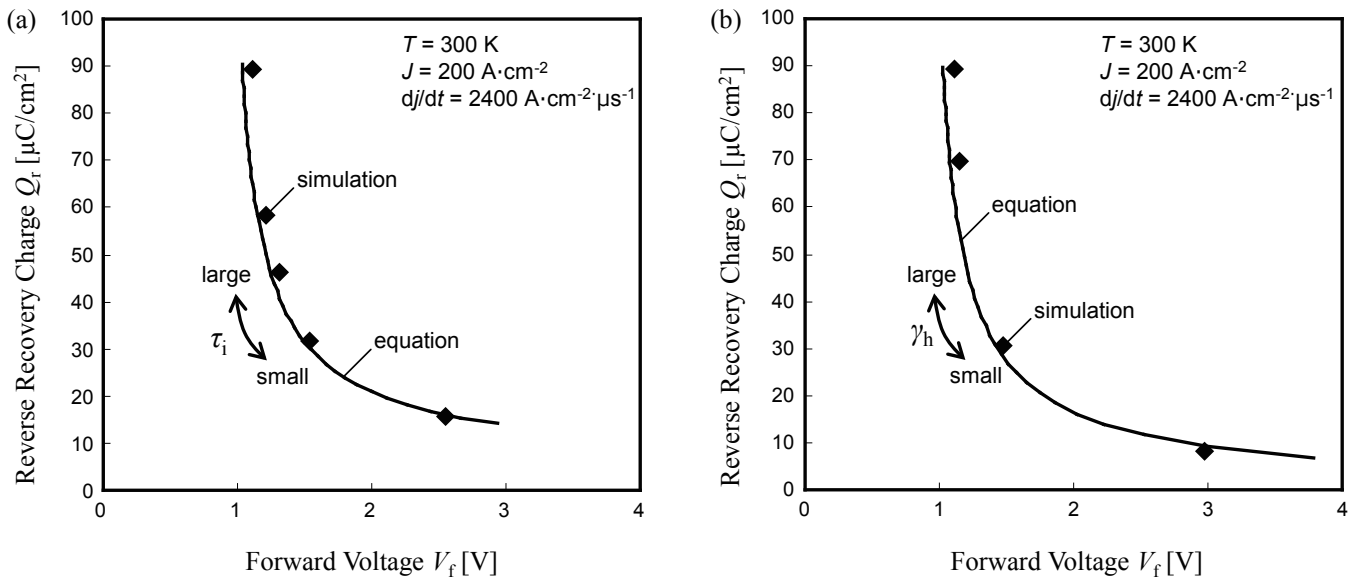 (a)
Reverse Recovery Charge Qr [μC/cm²]
100
90
80
70
60
50
40
30
20
10
0
T = 300 K
J = 200 A·cm⁻²
dj/dt = 2400 A·cm⁻²·μs⁻¹
simulation
large
τi
small
equation
0 1 2 3 4
Forward Voltage Vf [V]
(b)
Reverse Recovery Charge Qr [μC/cm²]
100
90
80
70
60
50
40
30
20
10
0
T = 300 K
J = 200 A·cm⁻²
dj/dt = 2400 A·cm⁻²·μs⁻¹
equation
large
γh
small
simulation
0 1 2 3 4
Forward Voltage Vf [V]